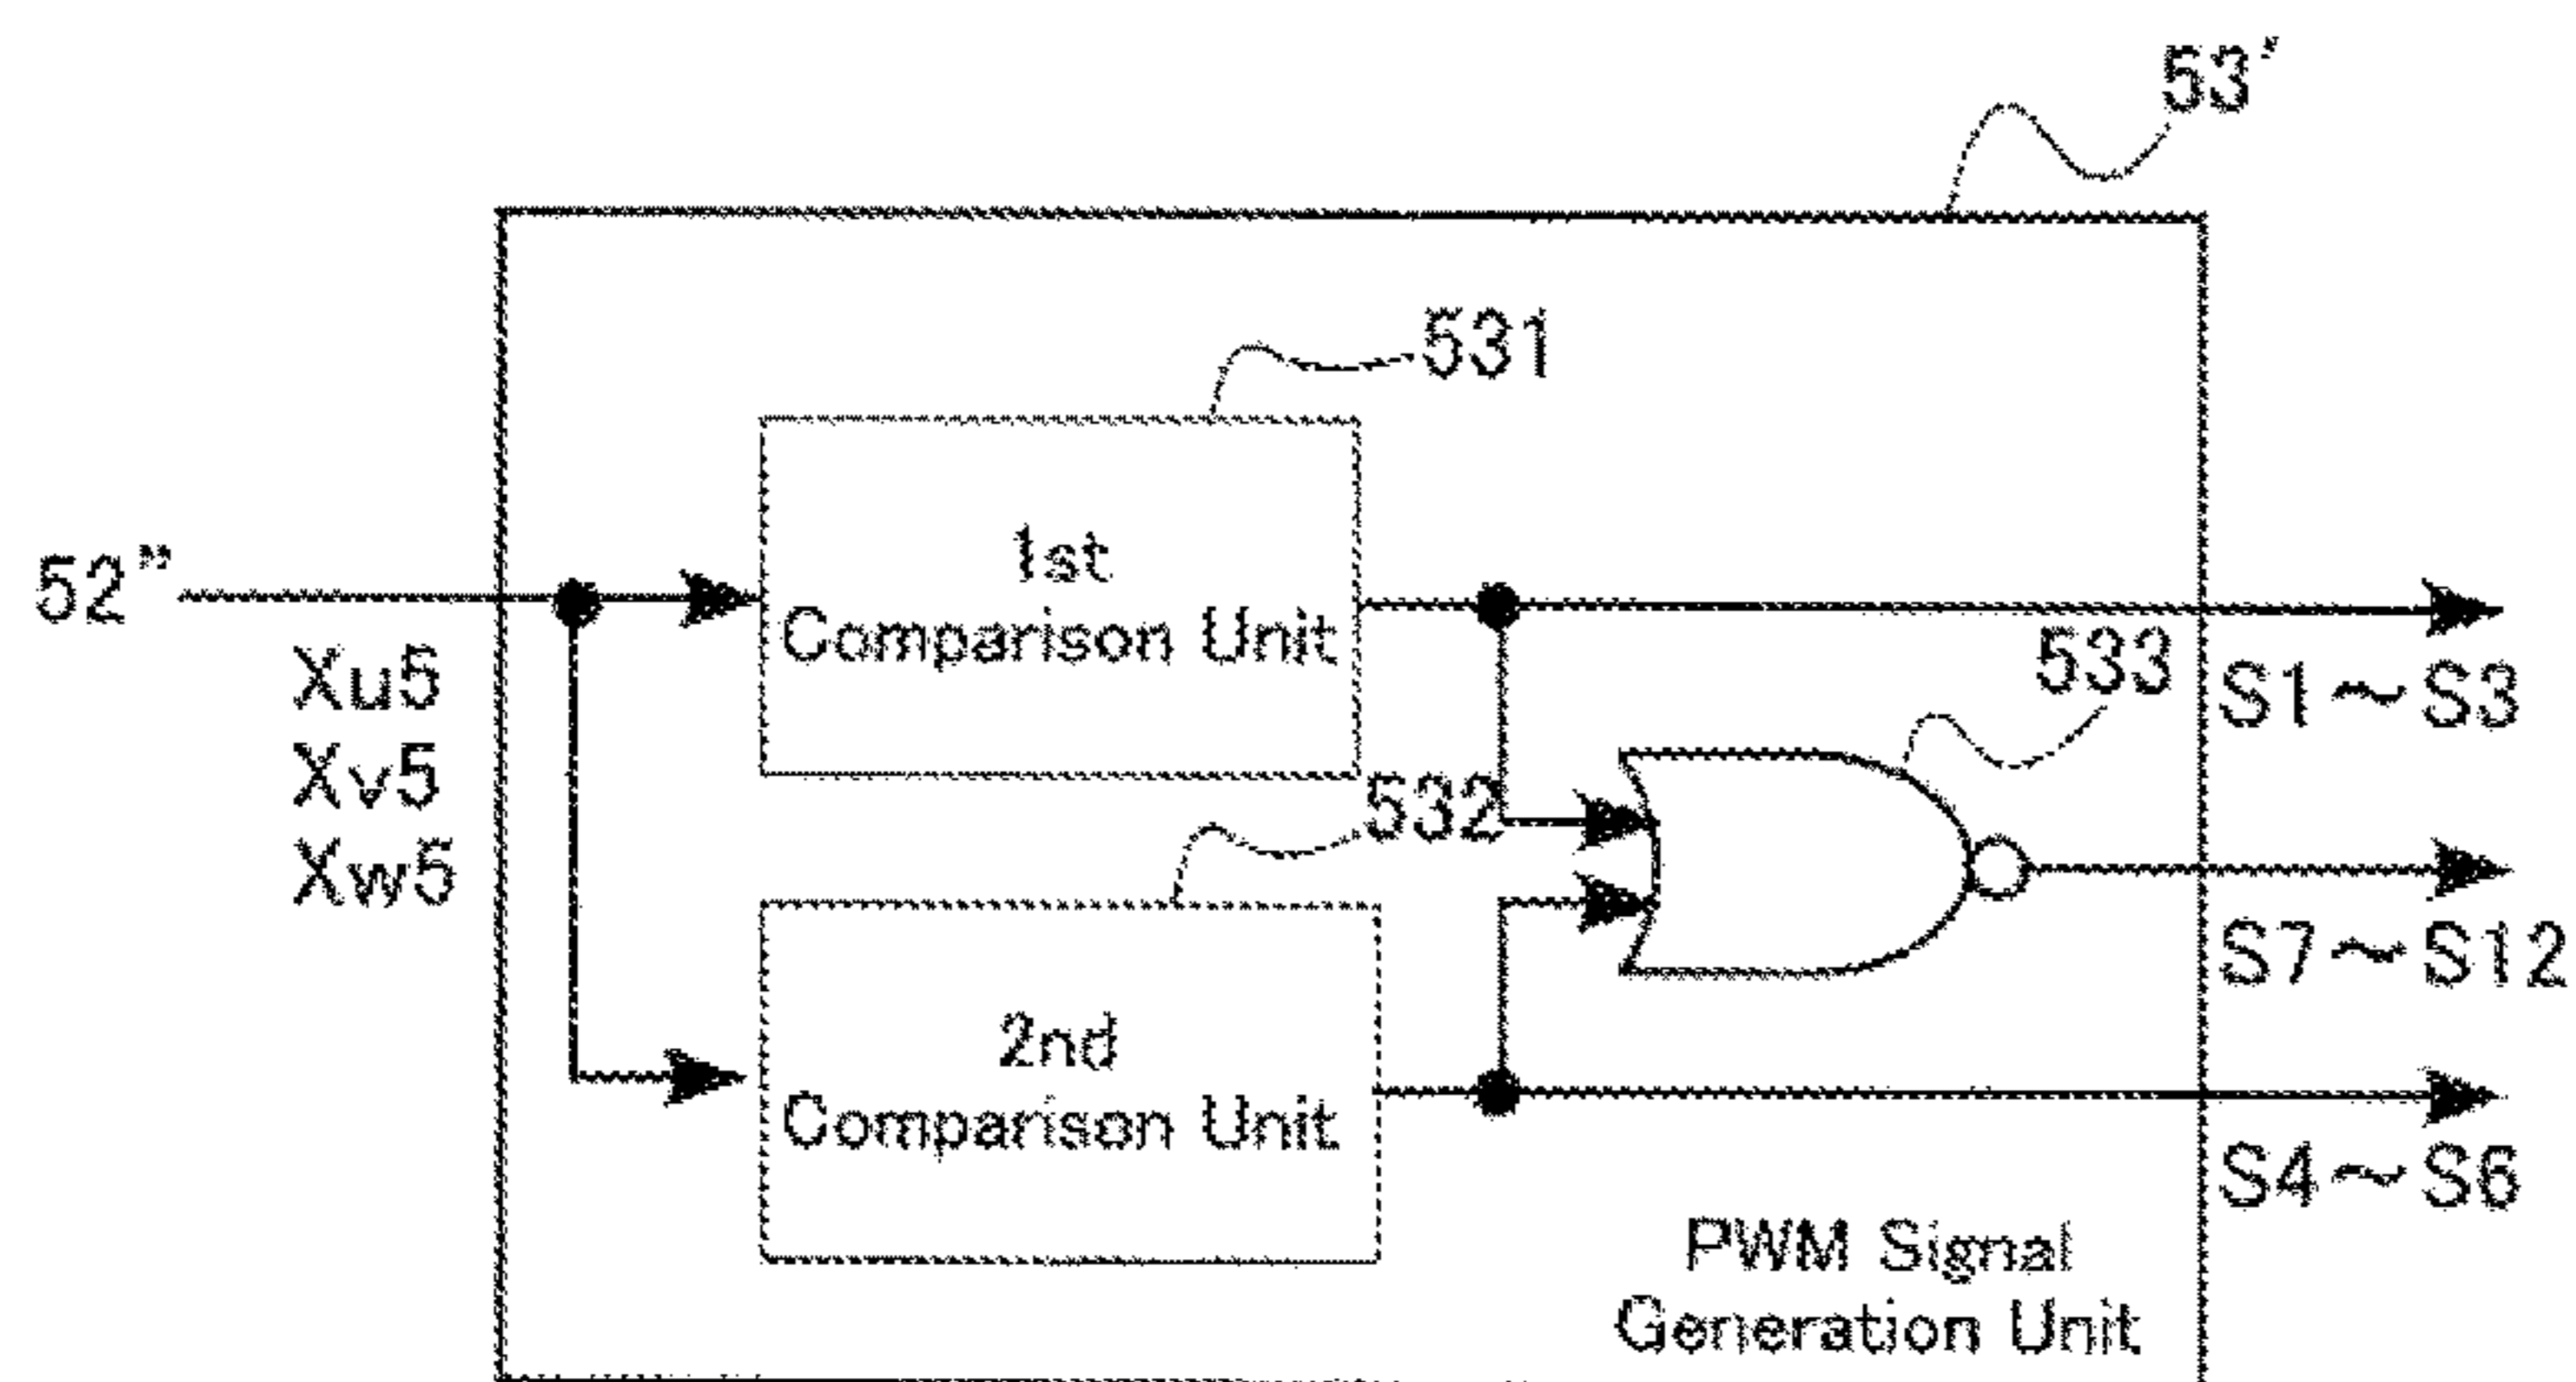 53"
531
1st
Comparison Unit
52"
Xu5
Xv5
Xw5
533
S1～S3
532
S7～S12
2nd
Comparison Unit
S4～S6
PWM Signal
Generation Unit